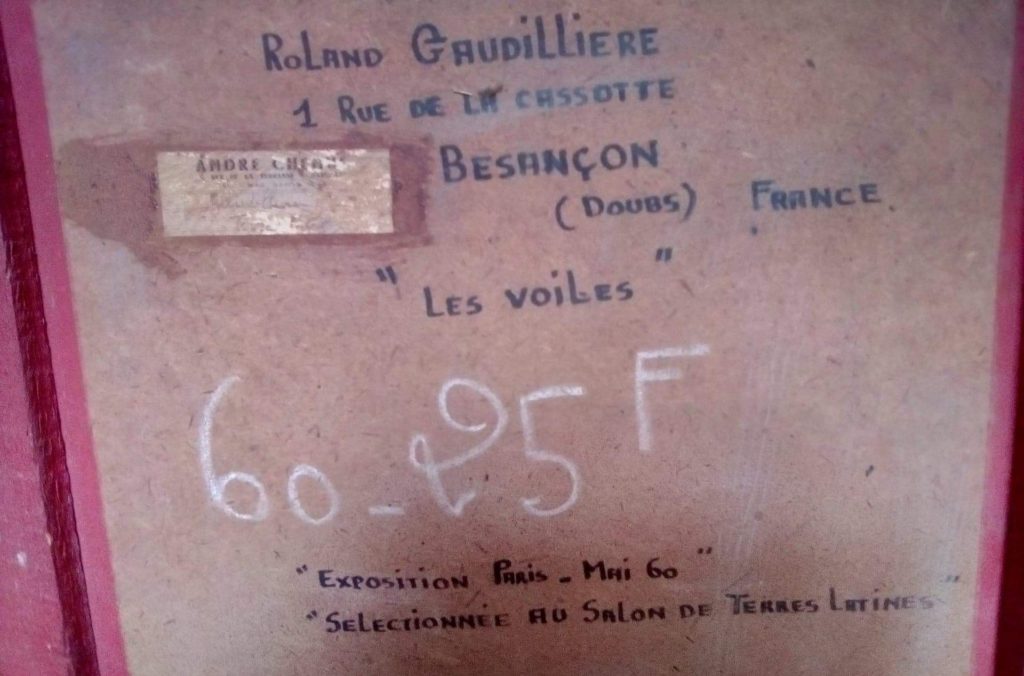 Roland Gaudilliere
1 Rue de la Cassotte
Besançon
(Doubs) France
ANDRE
" Les Voiles "
60-25 F
" Exposition Paris - Mai 60 "
" Selectionnée au Salon de Terres Latines "